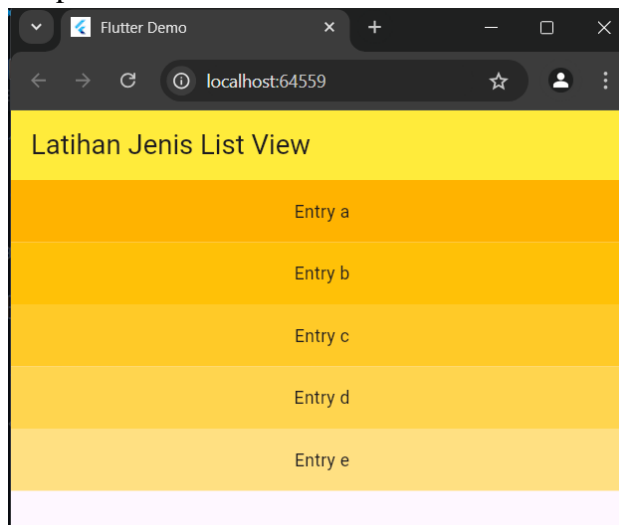 Flutter Demo
localhost:64559
Latihan Jenis List View
Entry a
Entry b
Entry c
Entry d
Entry e